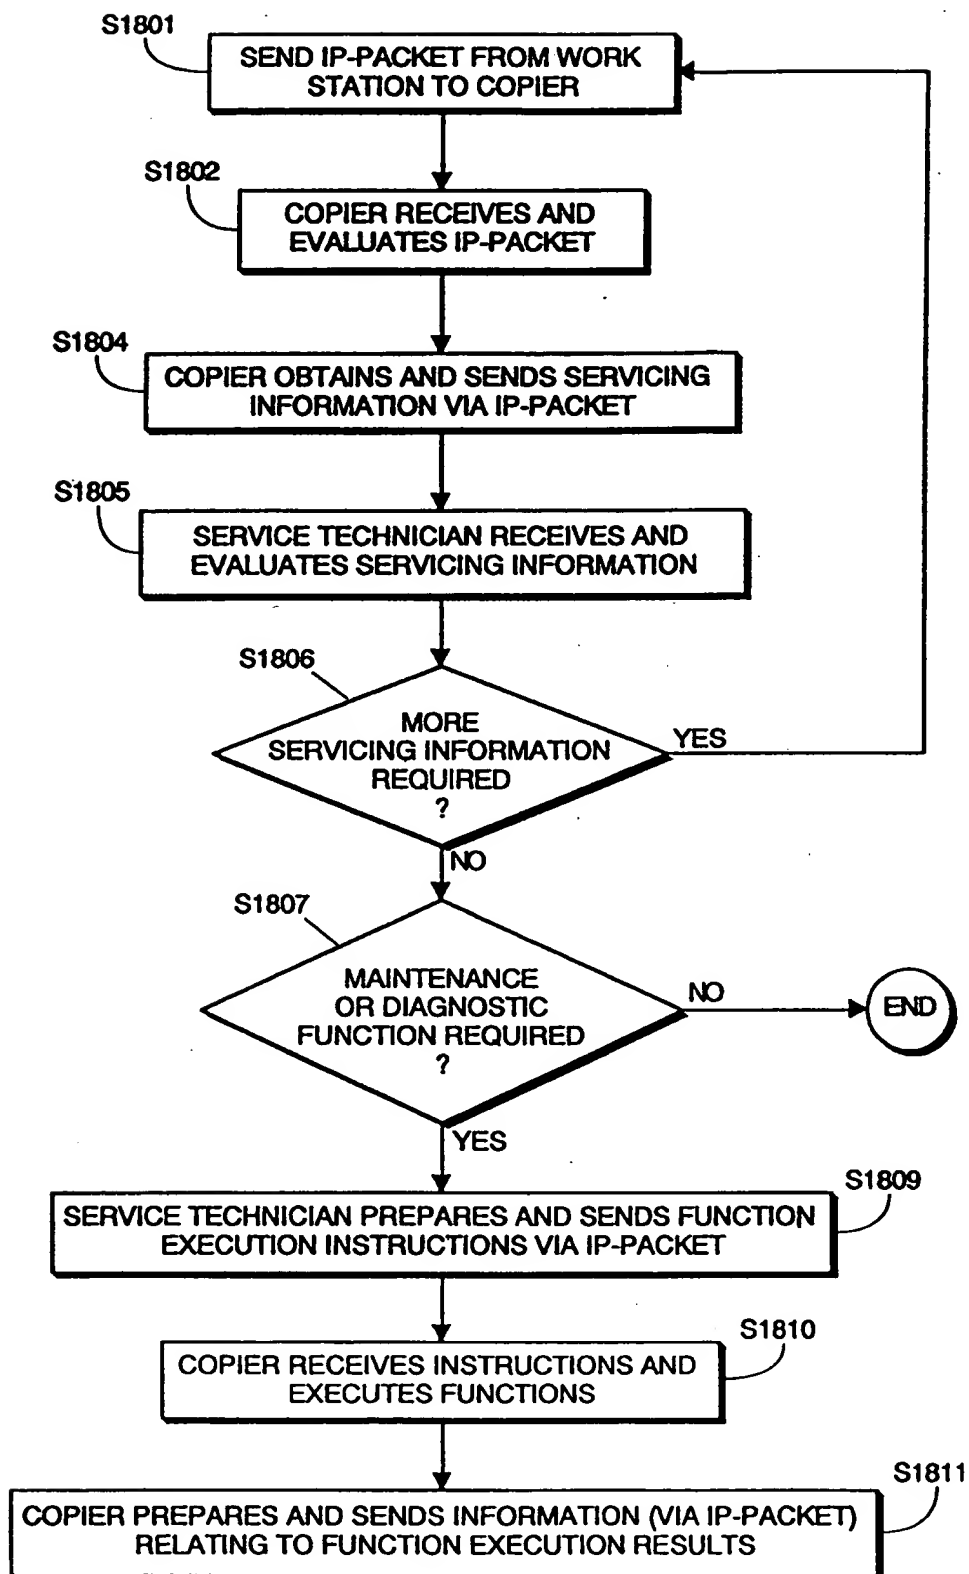 S1801
SEND IP-PACKET FROM WORK
STATION TO COPIER
S1802
COPIER RECEIVES AND
EVALUATES IP-PACKET
S1804
COPIER OBTAINS AND SENDS SERVICING
INFORMATION VIA IP-PACKET
S1805
SERVICE TECHNICIAN RECEIVES AND
EVALUATES SERVICING INFORMATION
S1806
MORE
SERVICING INFORMATION
REQUIRED
?
YES
NO
S1807
MAINTENANCE
OR DIAGNOSTIC
FUNCTION REQUIRED
?
NO
END
YES
S1809
SERVICE TECHNICIAN PREPARES AND SENDS FUNCTION
EXECUTION INSTRUCTIONS VIA IP-PACKET
S1810
COPIER RECEIVES INSTRUCTIONS AND
EXECUTES FUNCTIONS
S1811
COPIER PREPARES AND SENDS INFORMATION (VIA IP-PACKET)
RELATING TO FUNCTION EXECUTION RESULTS